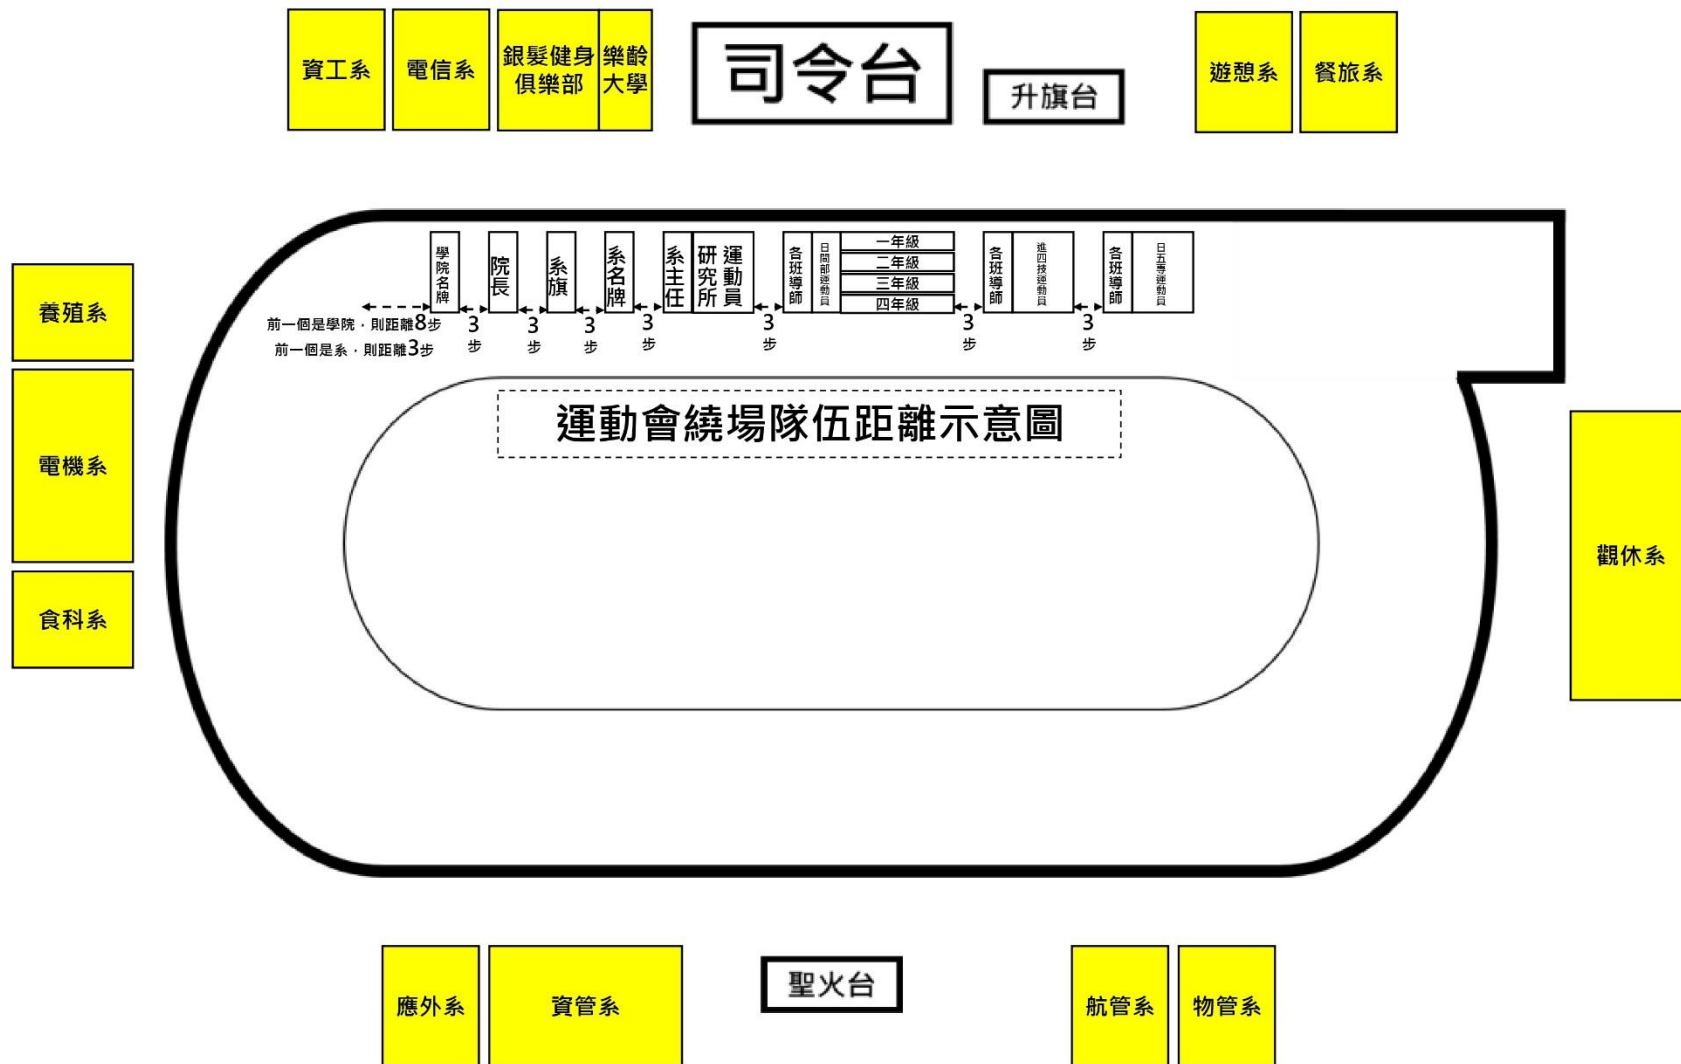 資工系
電信系
銀髮健身
俱樂部
樂齡
大學
司令台
升旗台
遊憩系
餐旅系
學院名牌
院長
系旗
系名牌
系主任
研究所
運動員
各班導師
日間部運動員
一年級
二年級
三年級
四年級
各班導師
進四技運動員
各班導師
日五專運動員
前一個是學院，則距離8步
前一個是系，則距離3步
3
步
3
步
3
步
3
步
3
步
3
步
3
步
運動會繞場隊伍距離示意圖
養殖系
電機系
食科系
觀休系
應外系
資管系
聖火台
航管系
物管系